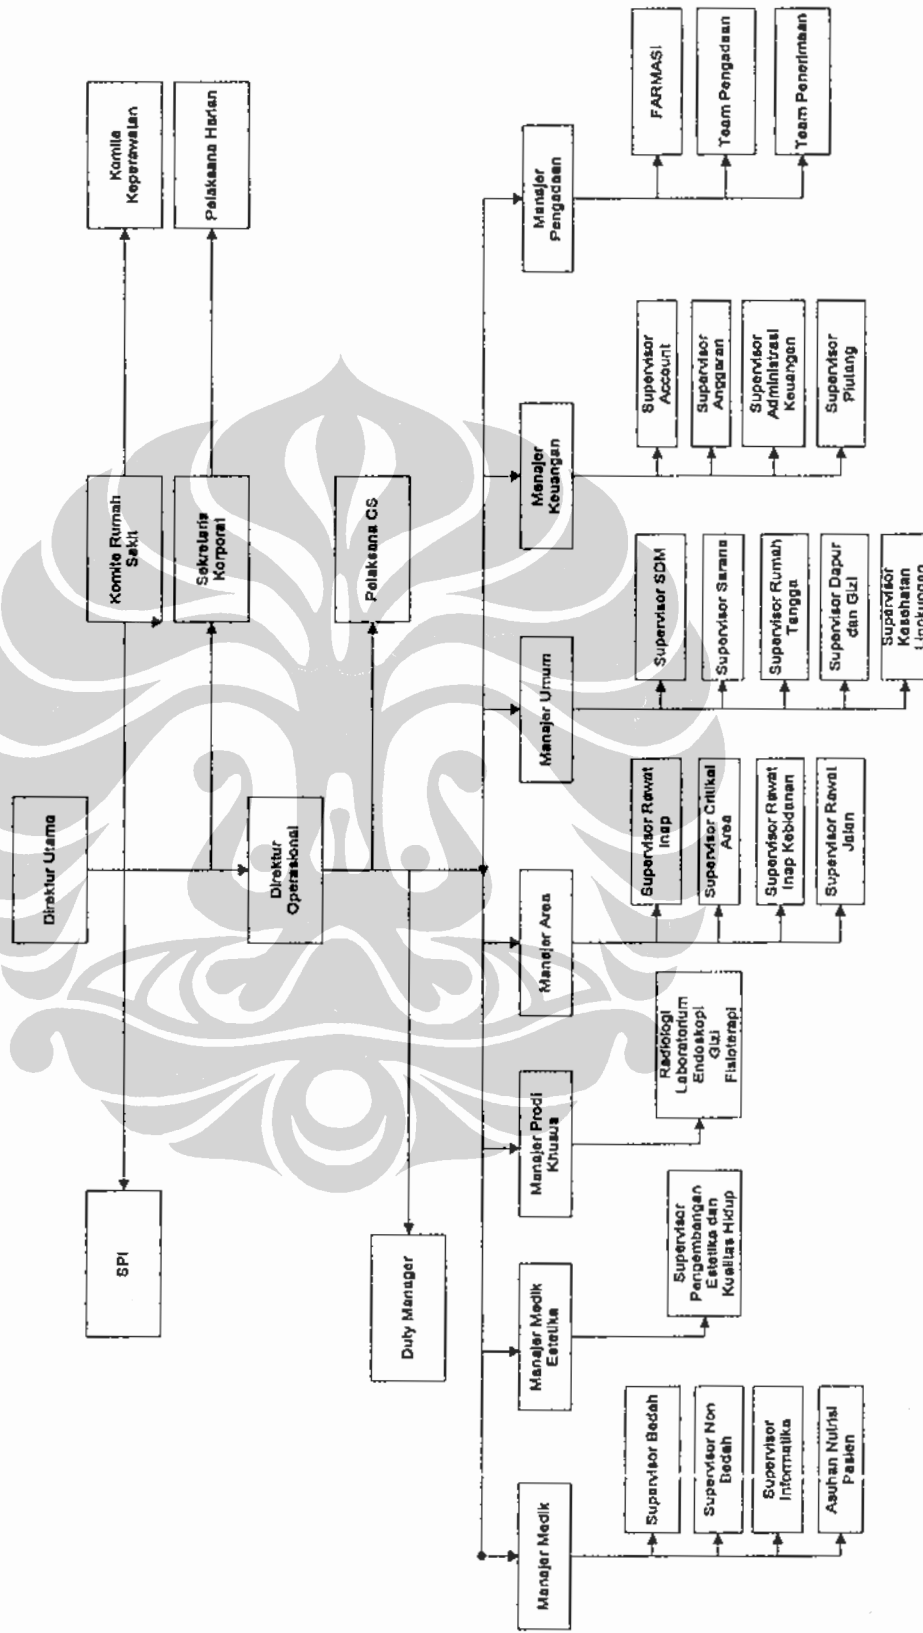 Direktur Utama
SPI
Komite Rumah
Sakit
Komite
Keperawatan
Sekretaris
Korporat
Pelaksana Harian
Direktur
Operasional
Pelaksana CS
Duty Manager
Manajer Medik
Manajer Medik
Estetika
Manajer Prodi
Khusus
Manajer Area
Manajer Umum
Manajer
Keuangan
Manajer
Pengadaan
Supervisor Bedah
Supervisor Non
Bedah
Supervisor
Informatika
Asuhan Nutrisi
Pasien
Supervisor
Pengembangan
Estetika dan
Kualitas Hidup
Radiologi
Laboratorium
Endoskopi
Gizi
Fisioterapi
Supervisor Rawat
Inap
Supervisor Critikal
Area
Supervisor Rawat
Inap Kebidanan
Supervisor Rawat
Jalan
Supervisor SDM
Supervisor Sarana
Supervisor Rumah
Tangga
Supervisor Dapur
dan Gizi
Supervisor
Kesehatan
Lingkungan
Supervisor
Account
Supervisor
Anggaran
Supervisor
Administrasi
Keuangan
Supervisor
Piutang
FARMASI
Team Pengadaan
Team Penerimaan